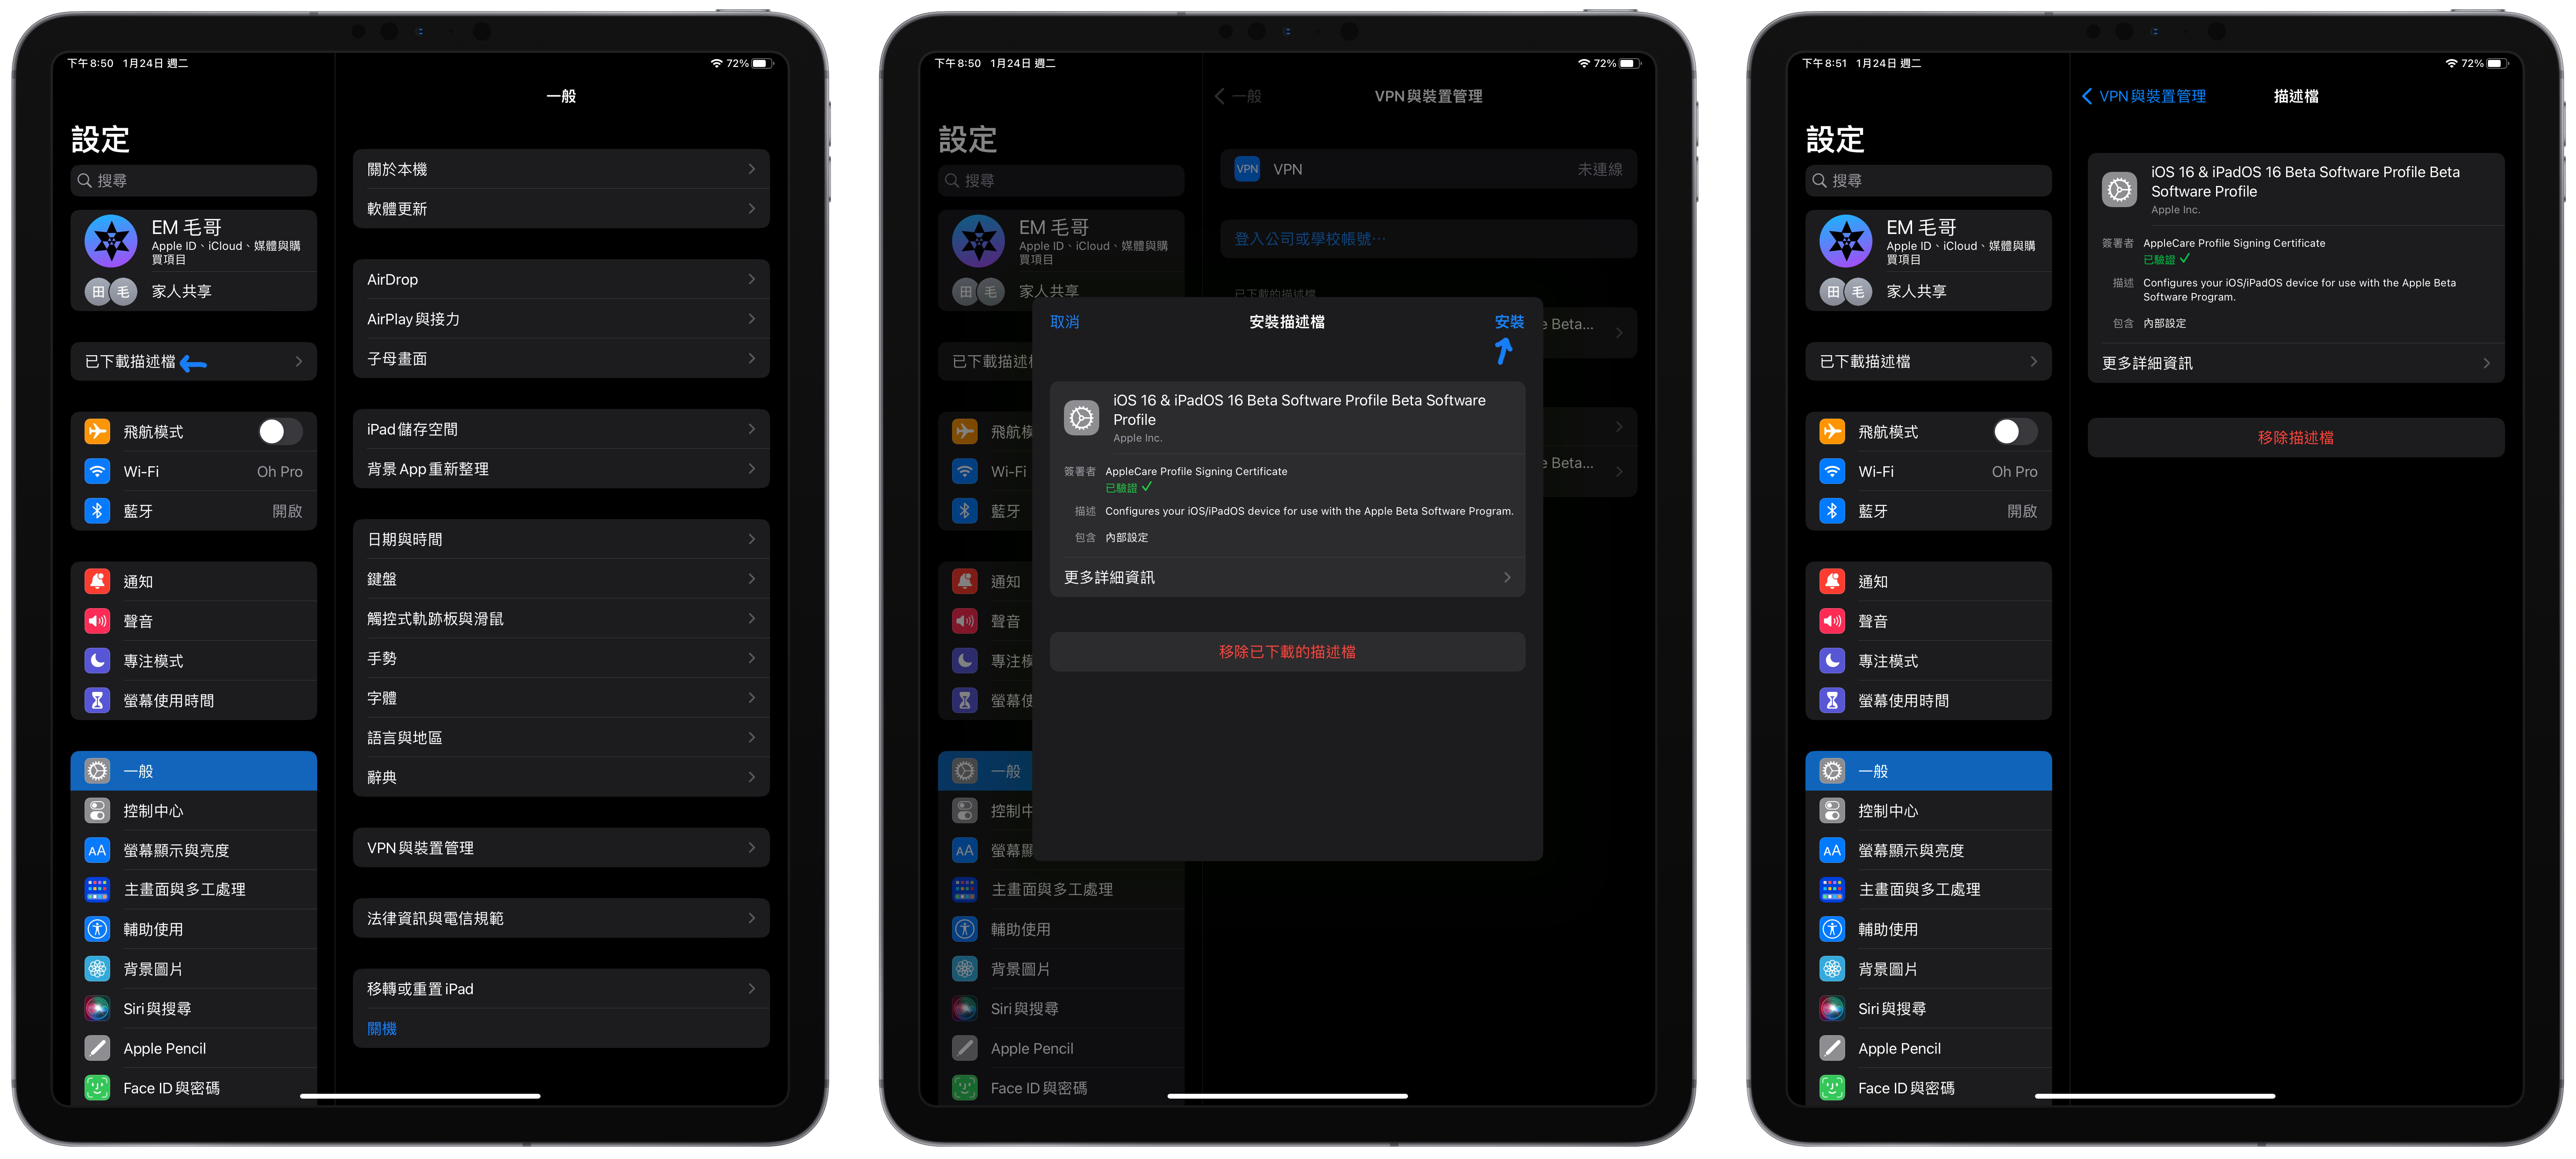 下午8:50 1月24日 週二
72%
設定
搜尋
EM 毛哥
Apple ID、iCloud、媒體與購
買項目
田 毛 家人共享
已下載描述檔
飛航模式
Wi-Fi Oh Pro
藍牙 開啟
通知
聲音
專注模式
螢幕使用時間
一般
控制中心
AA 螢幕顯示與亮度
主畫面與多工處理
輔助使用
背景圖片
Siri與搜尋
Apple Pencil
Face ID與密碼
一般
關於本機
軟體更新
AirDrop
AirPlay與接力
子母畫面
iPad儲存空間
背景 App 重新整理
日期與時間
鍵盤
觸控式軌跡板與滑鼠
手勢
字體
語言與地區
辭典
VPN與裝置管理
法律資訊與電信規範
移轉或重置 iPad
關機
下午8:50 1月24日 週二
72%
設定
搜尋
EM 毛哥
Apple ID、iCloud、媒體與購
買項目
田 毛 家人共享
已下載描述
飛航模
Wi-Fi
藍牙
通知
聲音
專注模
螢幕使
一般
控制中
AA 螢幕顯
主畫面與多工處理
輔助使用
背景圖片
Siri與搜尋
Apple Pencil
Face ID與密碼
一般
VPN與裝置管理
VPN VPN 未連線
登入公司或學校帳號…
已下載的描述檔
e Beta...
e Beta...
取消 安裝描述檔 安裝
iOS 16 & iPadOS 16 Beta Software Profile Beta Software
Profile
Apple Inc.
簽署者 AppleCare Profile Signing Certificate
已驗證 ✓
描述 Configures your iOS/iPadOS device for use with the Apple Beta Software Program.
包含 內部設定
更多詳細資訊
移除已下載的描述檔
下午8:51 1月24日 週二
72%
設定
搜尋
EM 毛哥
Apple ID、iCloud、媒體與購
買項目
田 毛 家人共享
已下載描述檔
飛航模式
Wi-Fi Oh Pro
藍牙 開啟
通知
聲音
專注模式
螢幕使用時間
一般
控制中心
AA 螢幕顯示與亮度
主畫面與多工處理
輔助使用
背景圖片
Siri與搜尋
Apple Pencil
Face ID與密碼
VPN與裝置管理 描述檔
iOS 16 & iPadOS 16 Beta Software Profile Beta
Software Profile
Apple Inc.
簽署者 AppleCare Profile Signing Certificate
已驗證 ✓
描述 Configures your iOS/iPadOS device for use with the Apple Beta
Software Program.
包含 內部設定
更多詳細資訊
移除描述檔